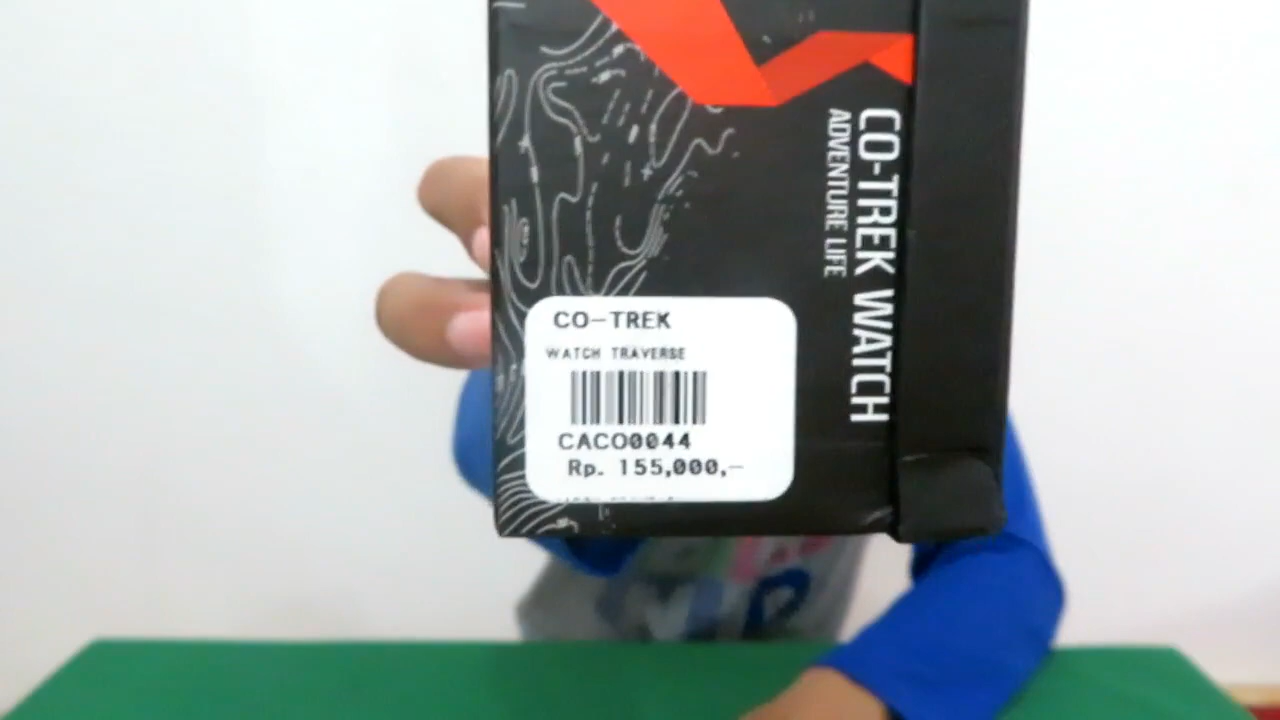 CO-TREK WATCH
ADVENTURE LIFE
CO-TREK
WATCH TRAVERSE
CACO0044
Rp. 155,000,-